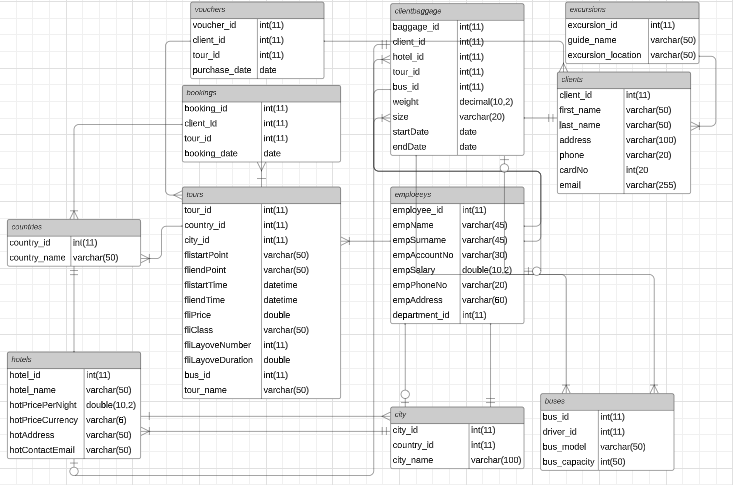 vouchers
voucher_id int(11)
client_id int(11)
tour_id int(11)
purchase_date date
clientbaggage
baggage_id int(11)
client_id int(11)
hotel_id int(11)
tour_id int(11)
bus_id int(11)
weight decimal(10,2)
size varchar(20)
startDate date
endDate date
excursions
excursion_id int(11)
guide_name varchar(50)
excursion_location varchar(50)
clients
client_id int(11)
first_name varchar(50)
last_name varchar(50)
address varchar(100)
phone varchar(20)
cardNo int(20
email varchar(255)
bookings
booking_id int(11)
client_Id int(11)
tour_id int(11)
booking_date date
tours
tour_id int(11)
country_id int(11)
city_id int(11)
flistartPoint varchar(50)
fliendPoint varchar(50)
flistartTime datetime
fliendTime datetime
fliPrice double
fliClass varchar(50)
fliLayoveNumber int(11)
fliLayoveDuration double
bus_id int(11)
tour_name varchar(50)
emploeeys
employee_id int(11)
empName varchar(45)
empSurname varchar(45)
empAccountNo varchar(30)
empSalary double(10,2)
empPhoneNo varchar(20)
empAddress varchar(60)
department_id int(11)
countries
country_id int(11)
country_name varchar(50)
hotels
hotel_id int(11)
hotel_name varchar(50)
hotPricePerNight double(10,2)
hotPriceCurrency varchar(6)
hotAddress varchar(50)
hotContactEmail varchar(50)
city
city_id int(11)
country_id int(11)
city_name varchar(100)
buses
bus_id int(11)
driver_id int(11)
bus_model varchar(50)
bus_capacity int(50)